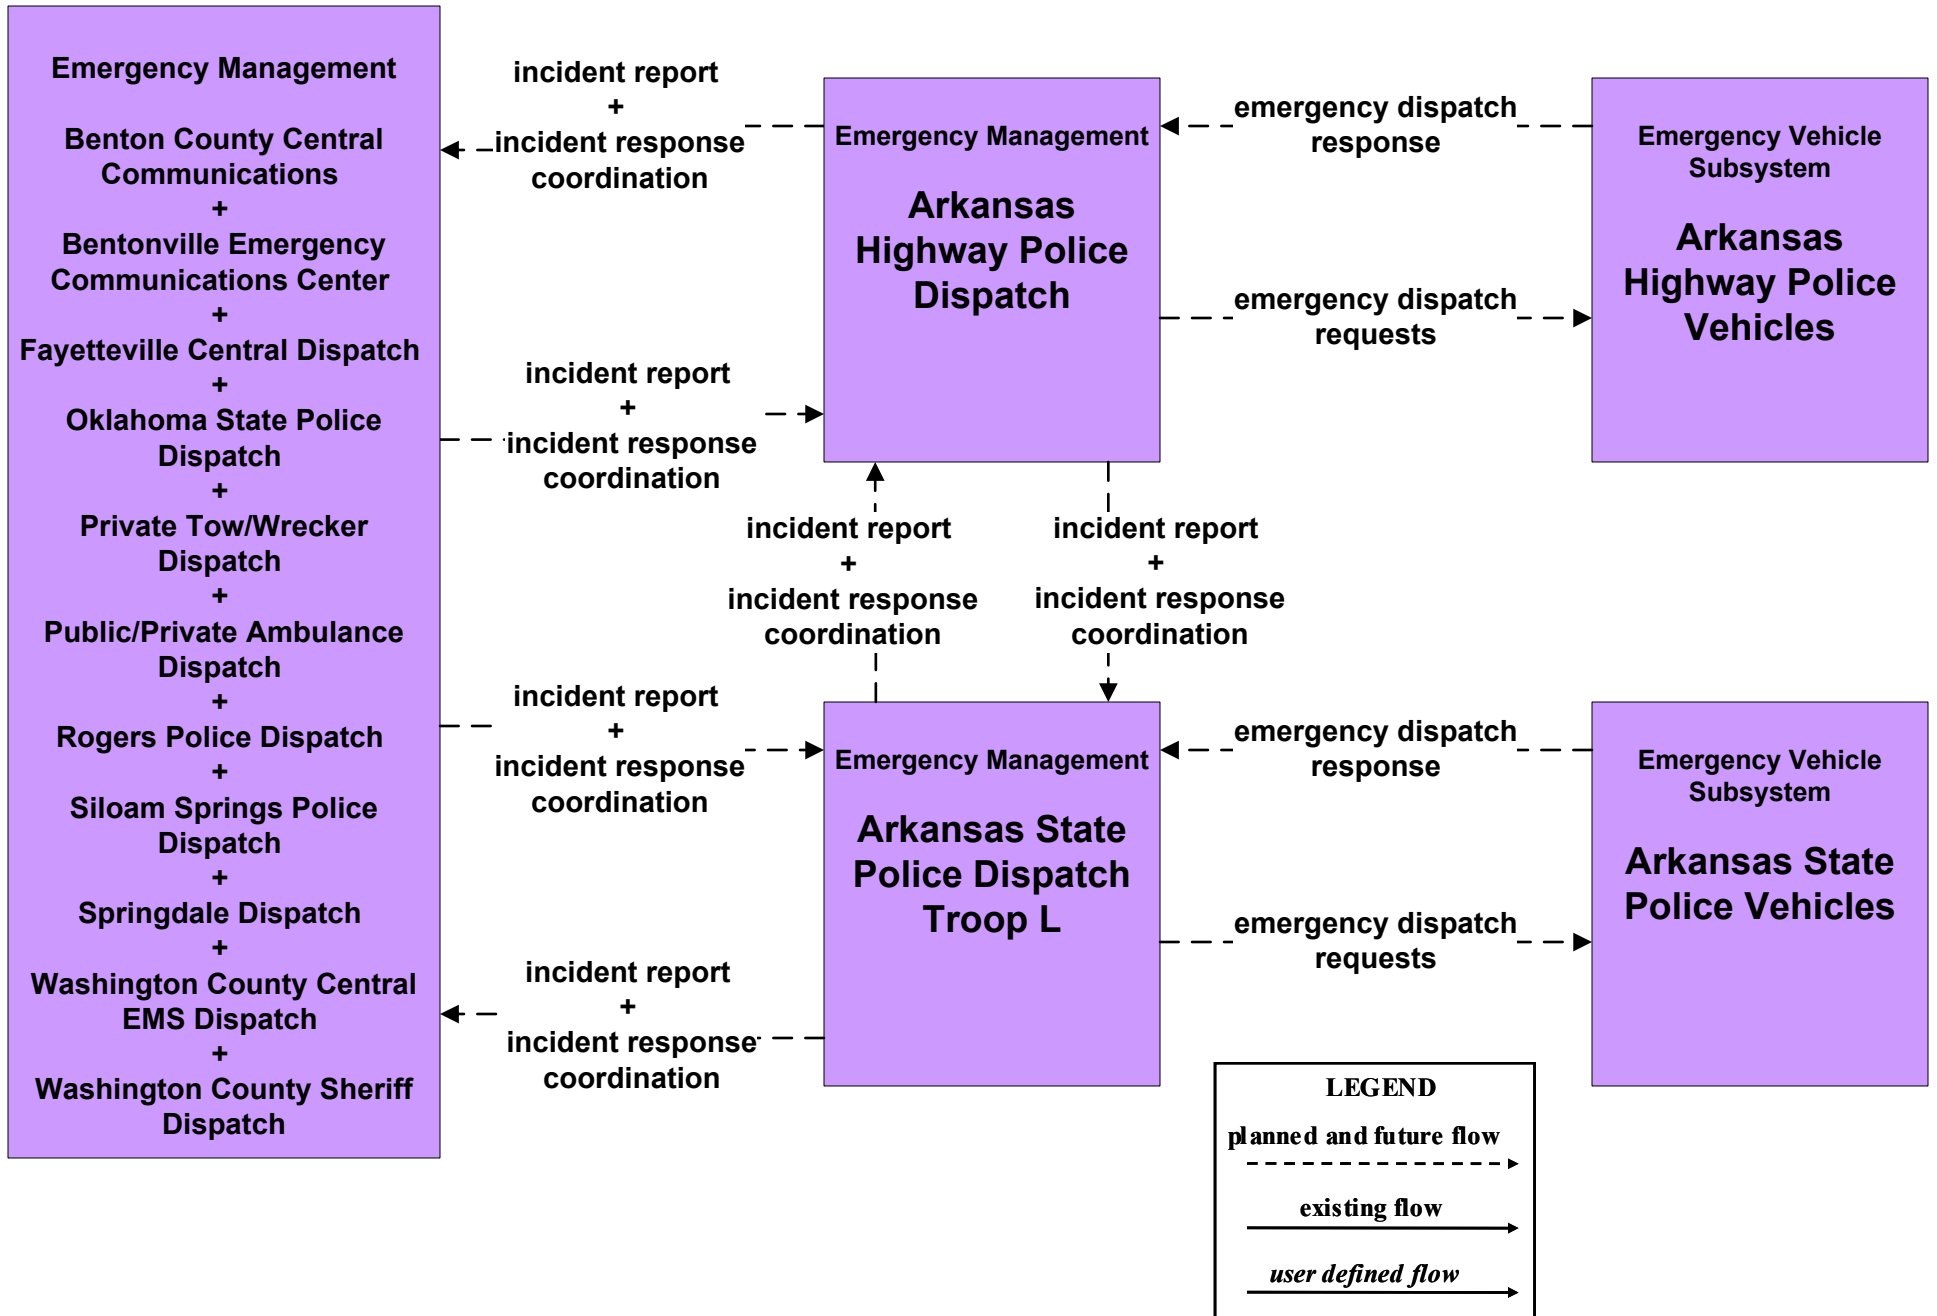 Emergency Management
Benton County Central
Communications
+
Bentonville Emergency
Communications Center
+
Fayetteville Central Dispatch
+
Oklahoma State Police
Dispatch
+
Private Tow/Wrecker
Dispatch
+
Public/Private Ambulance
Dispatch
+
Rogers Police Dispatch
+
Siloam Springs Police
Dispatch
+
Springdale Dispatch
+
Washington County Central
EMS Dispatch
+
Washington County Sheriff
Dispatch
incident report
+
incident response
coordination
incident report
+
incident response
coordination
incident report
+
incident response
coordination
incident report
+
incident response
coordination
Emergency Management
Arkansas
Highway Police
Dispatch
incident report
+
incident response
coordination
incident report
+
incident response
coordination
Emergency Management
Arkansas State
Police Dispatch
Troop L
emergency dispatch
response
emergency dispatch
requests
emergency dispatch
response
emergency dispatch
requests
Emergency Vehicle
Subsystem
Arkansas
Highway Police
Vehicles
Emergency Vehicle
Subsystem
Arkansas State
Police Vehicles
LEGEND
planned and future flow
existing flow
user defined flow